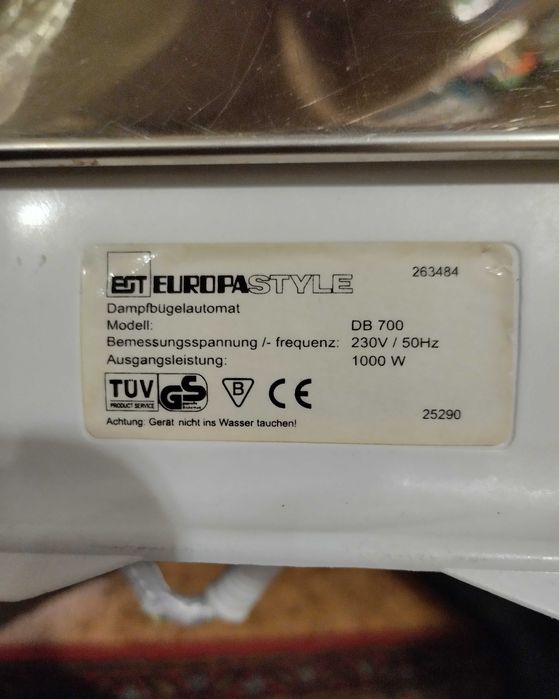 EST EUROPASTYLE 263484
Dampfbügelautomat
Modell: DB 700
Bemessungsspannung /- frequenz: 230V / 50Hz
Ausgangsleistung: 1000 W
TÜV GS B CE
PRODUCT SERVICE
25290
Achtung: Gerät nicht ins Wasser tauchen!